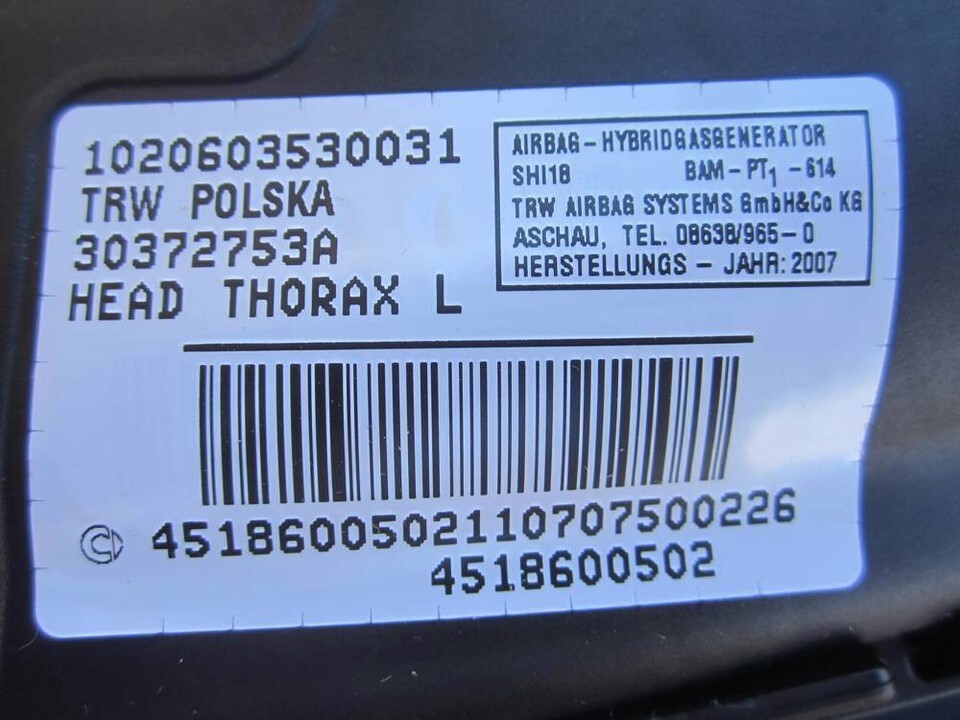 1020603530031
TRW POLSKA
30372753A
HEAD THORAX L
AIRBAG-HYBRIDGASGENERATOR
SHI18 BAM-PT1-614
TRW AIRBAG SYSTEMS GmbH&Co KG
ASCHAU, TEL. 08638/965-0
HERSTELLUNGS - JAHR: 2007
4518600502110707500226
4518600502